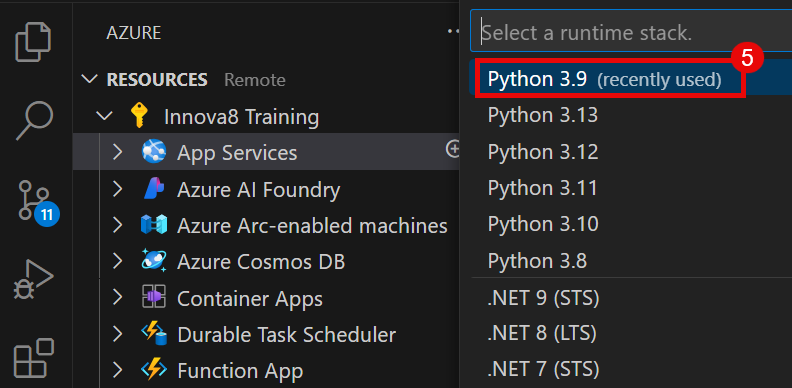 AZURE
RESOURCES Remote
Innova8 Training
App Services
Azure AI Foundry
Azure Arc-enabled machines
Azure Cosmos DB
Container Apps
Durable Task Scheduler
Function App
11
Select a runtime stack.
5
Python 3.9 (recently used)
Python 3.13
Python 3.12
Python 3.11
Python 3.10
Python 3.8
.NET 9 (STS)
.NET 8 (LTS)
.NET 7 (STS)